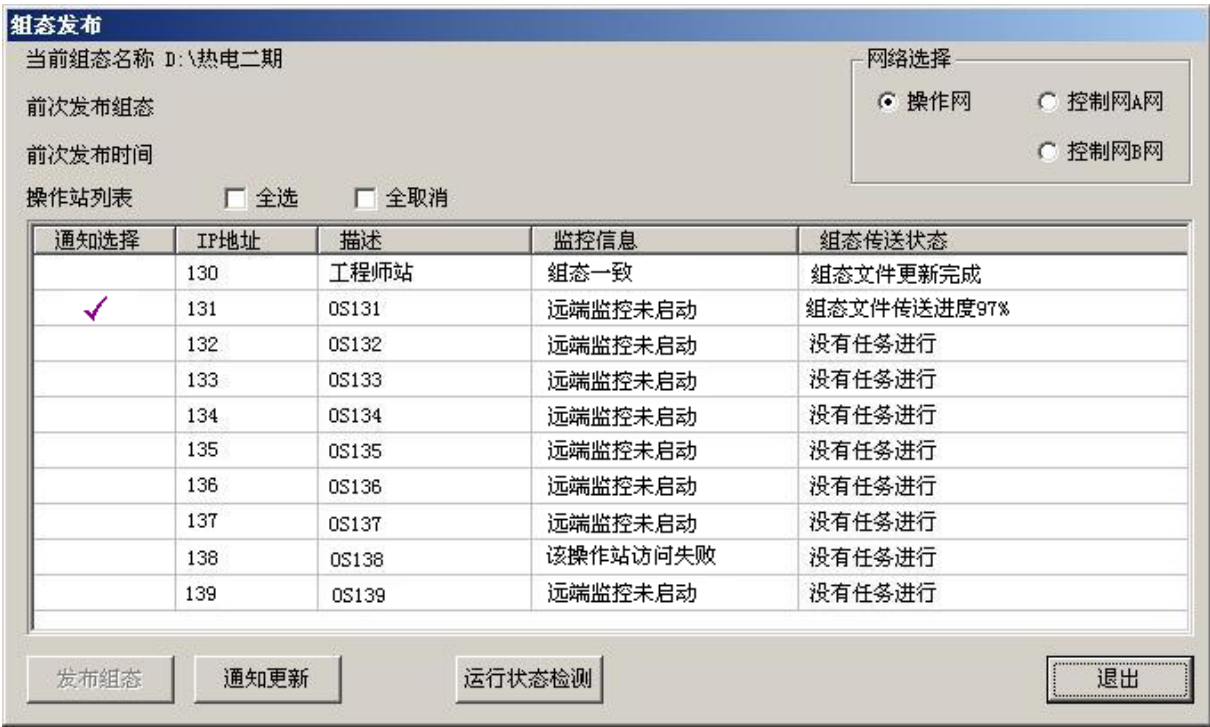 组态发布
当前组态名称 D:\热电二期
网络选择
操作网 控制网A网
前次发布组态
控制网B网
前次发布时间
操作站列表 全选 全取消
通知选择 IP地址 描述 监控信息 组态传送状态
130 工程师站 组态一致 组态文件更新完成
131 OS131 远端监控未启动 组态文件传送进度97%
132 OS132 远端监控未启动 没有任务进行
133 OS133 远端监控未启动 没有任务进行
134 OS134 远端监控未启动 没有任务进行
135 OS135 远端监控未启动 没有任务进行
136 OS136 远端监控未启动 没有任务进行
137 OS137 远端监控未启动 没有任务进行
138 OS138 该操作站访问失败 没有任务进行
139 OS139 远端监控未启动 没有任务进行
发布组态 通知更新 运行状态检测 退出